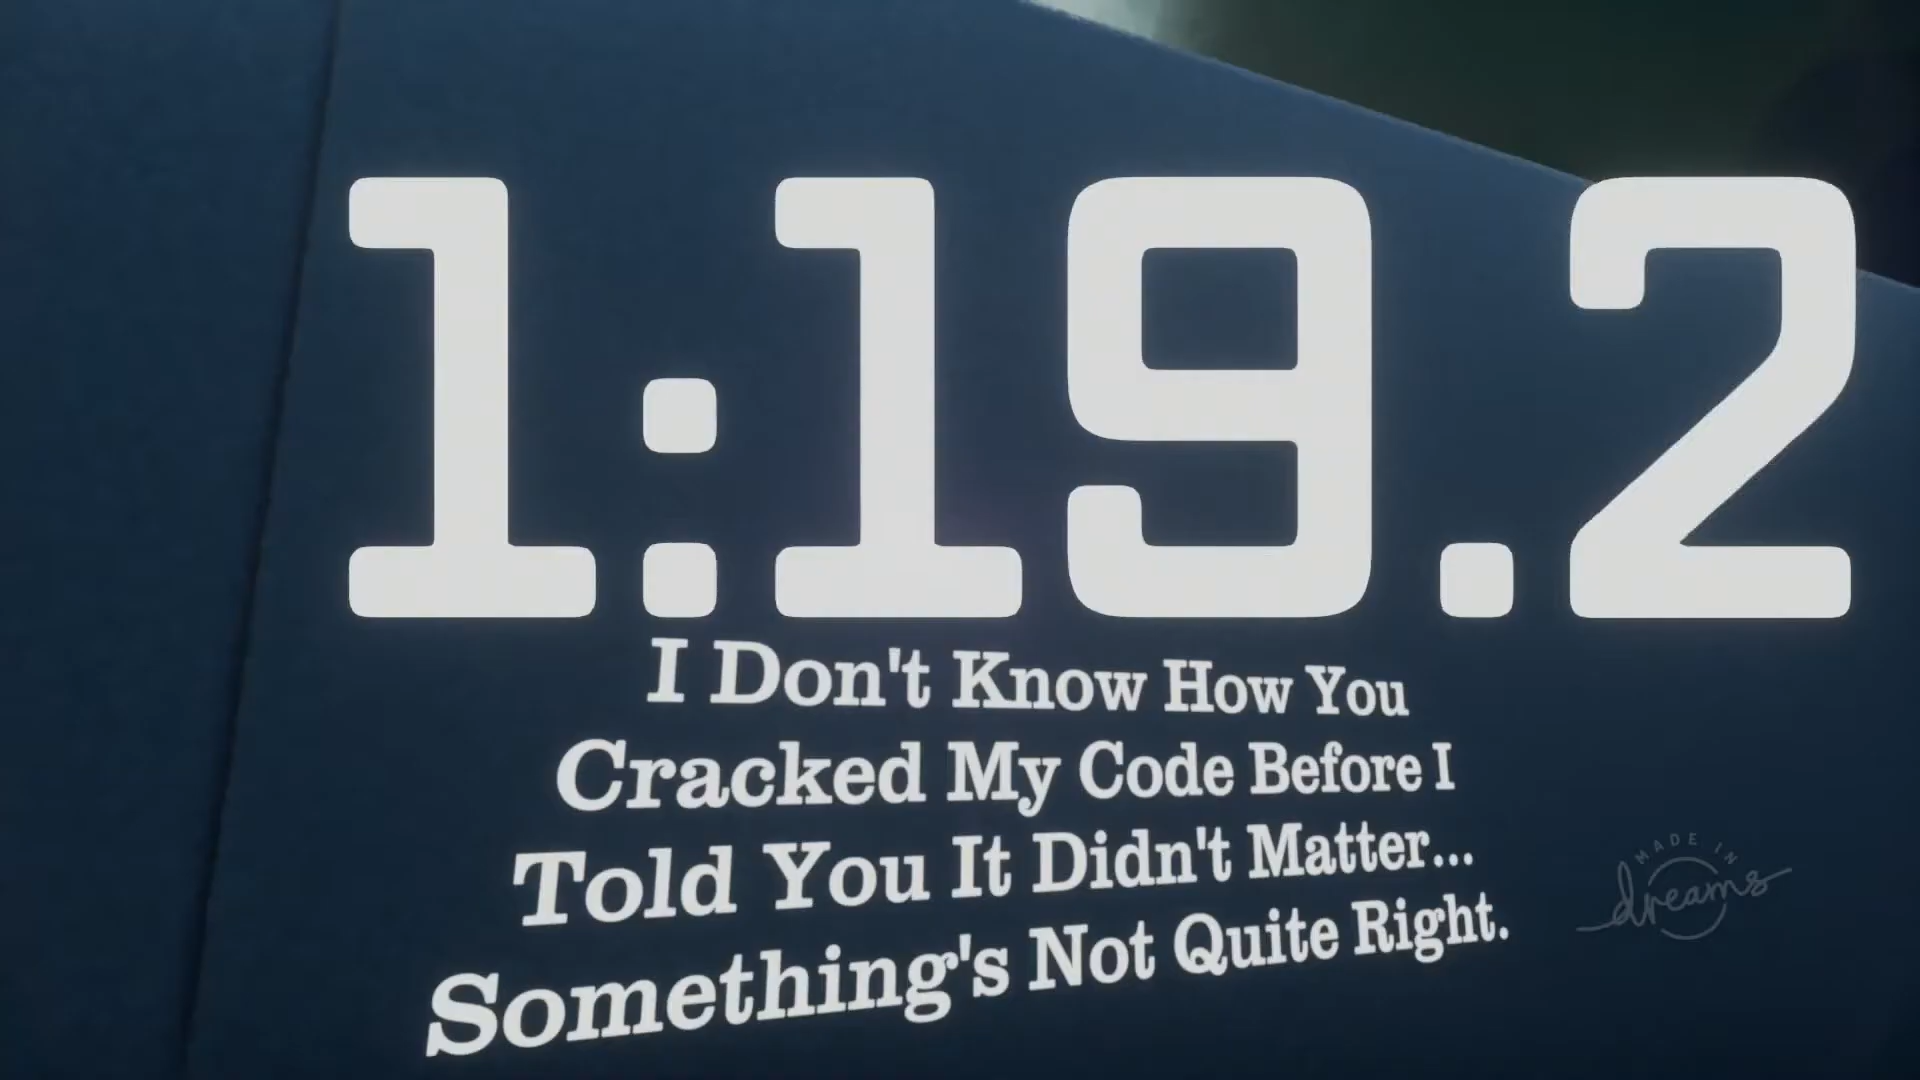 1:19.2
I Don't Know How You
Cracked My Code Before I
Told You It Didn't Matter...
Something's Not Quite Right.
MADE IN
dreams